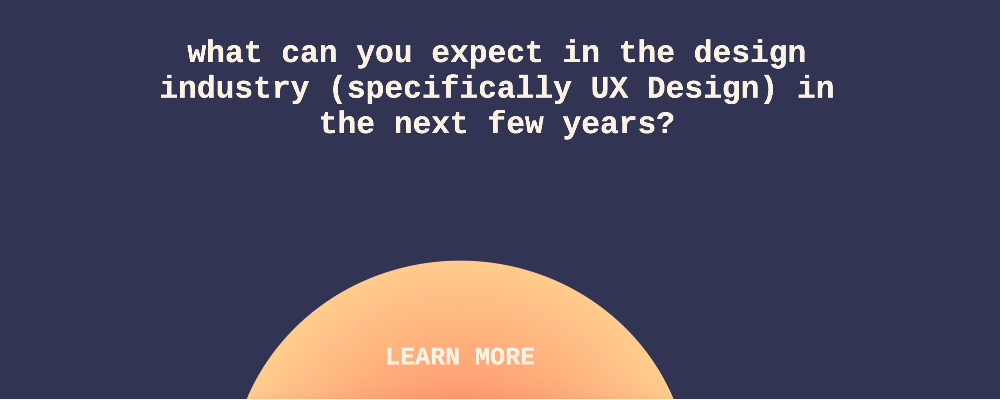 what can you expect in the design
industry (specifically UX Design) in
the next few years?
LEARN MORE